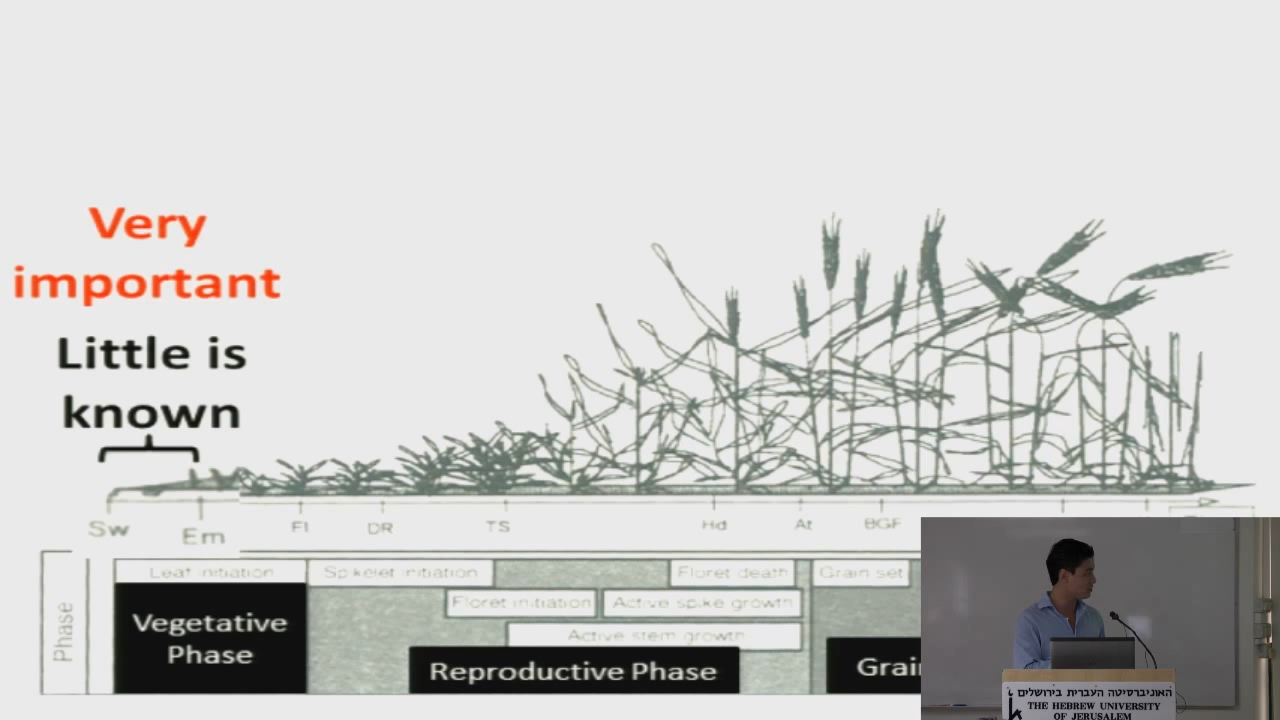 Very
important
Little is
known
Sw
Em
FI
DR
TS
Hd
At
BGF
Phase
Leaf initiation
Spikelet initiation
Floret death
Grain set
Floret initiation
Active spike growth
Active stem growth
Vegetative
Phase
Reproductive Phase
האוניברסיטה העברית בירושלים
THE HEBREW UNIVERSITY
OF JERUSALEM